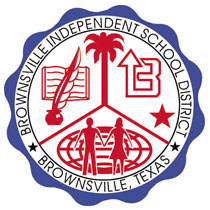 BROWNSVILLE INDEPENDENT SCHOOL DISTRICT
B
BROWNSVILLE, TEXAS